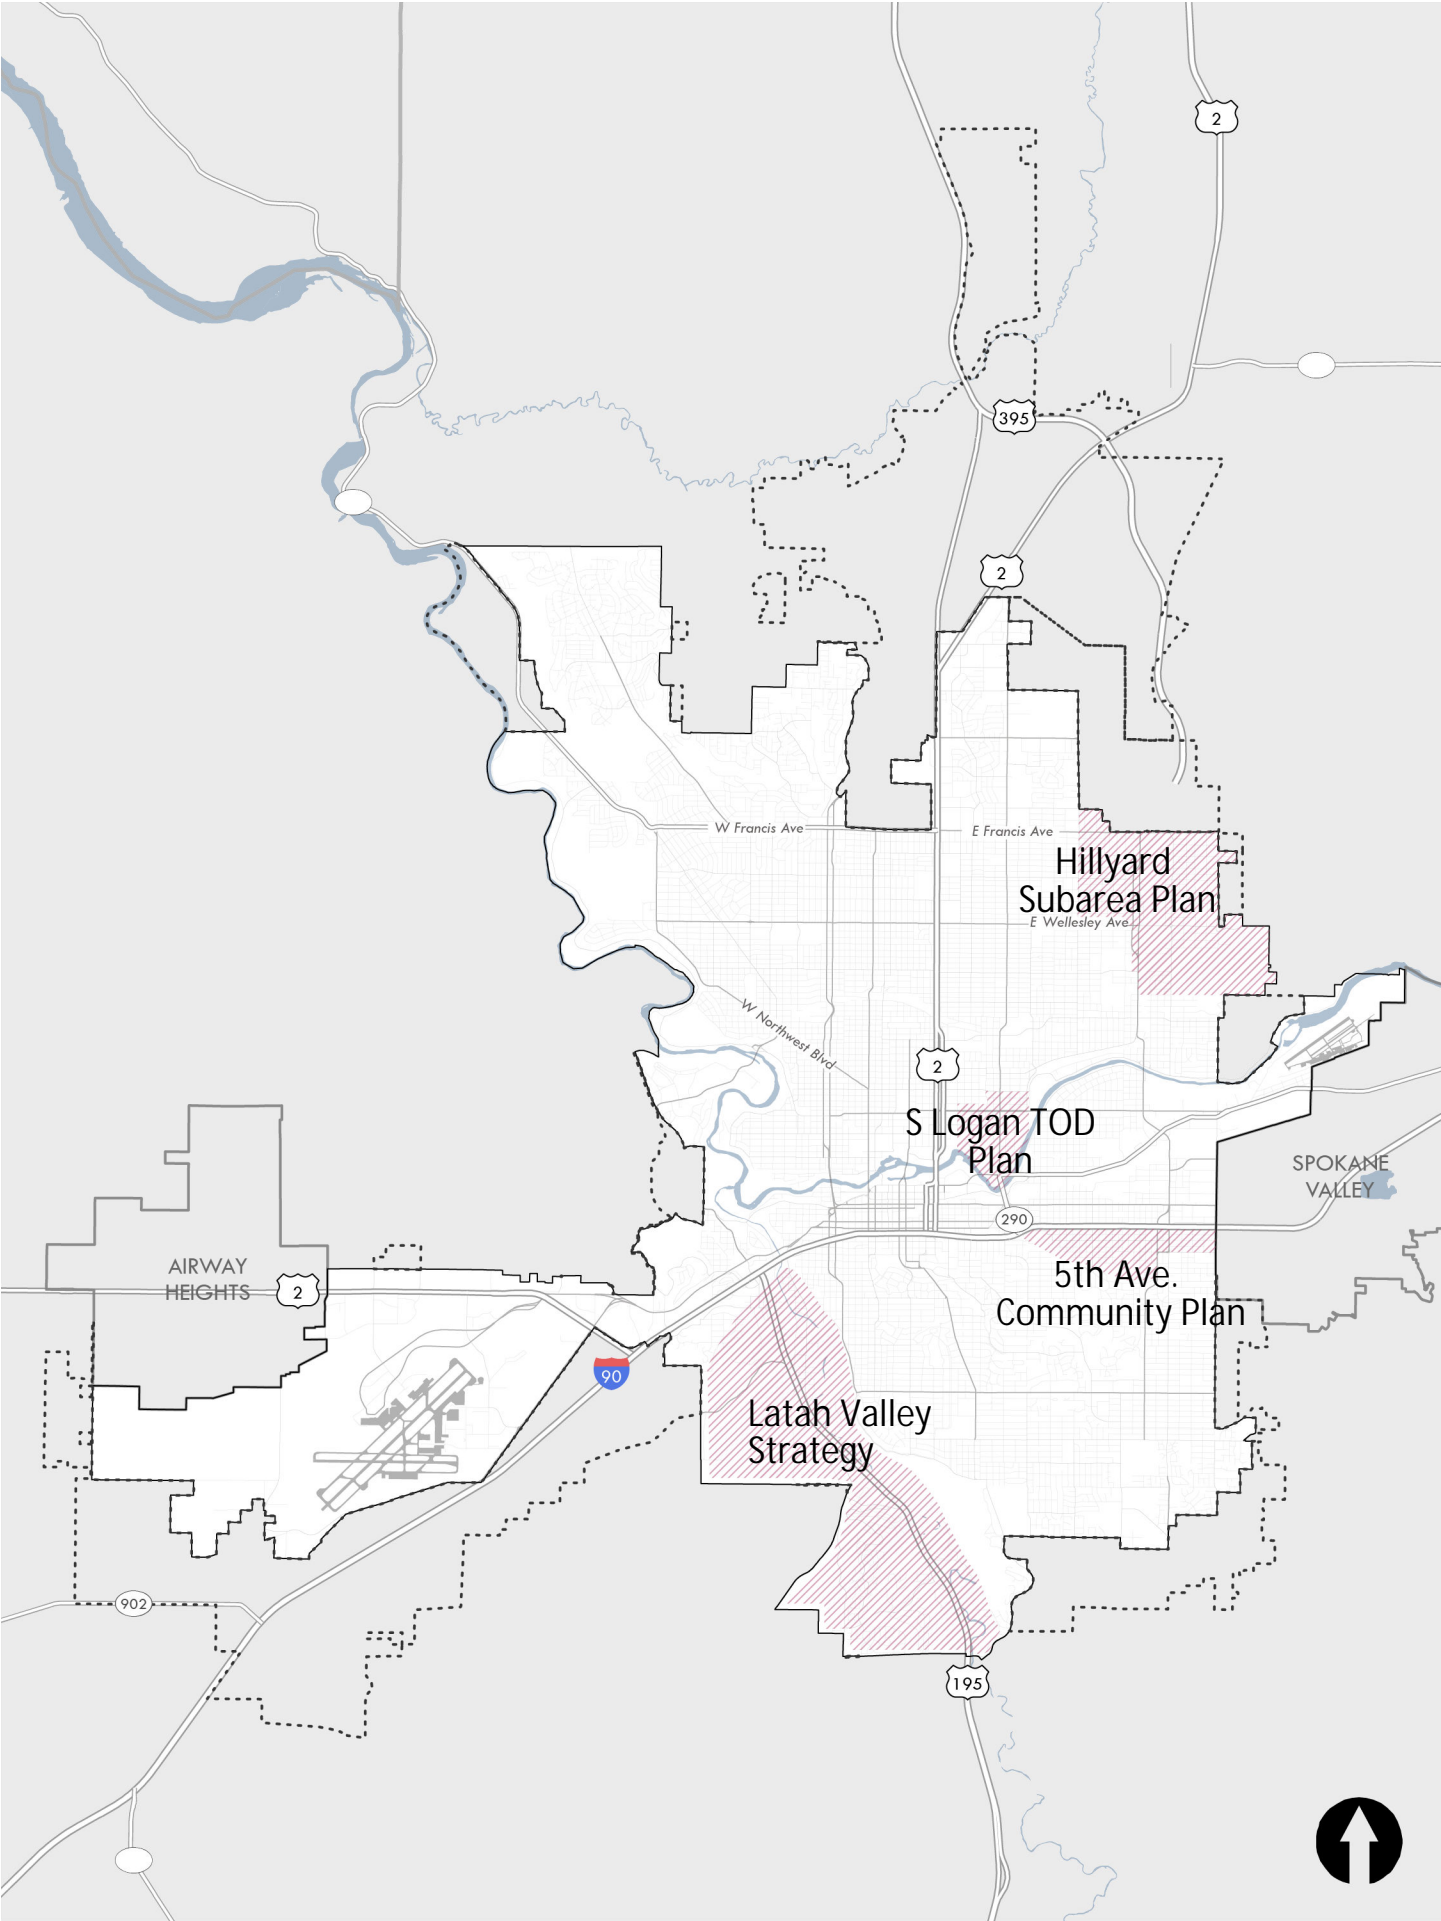 2
395
2
W Francis Ave
E Francis Ave
Hillyard
Subarea Plan
E Wellesley Ave
W Northwest Blvd
2
S Logan TOD
Plan
SPOKANE
VALLEY
290
AIRWAY
HEIGHTS
2
5th Ave.
Community Plan
90
Latah Valley
Strategy
902
195